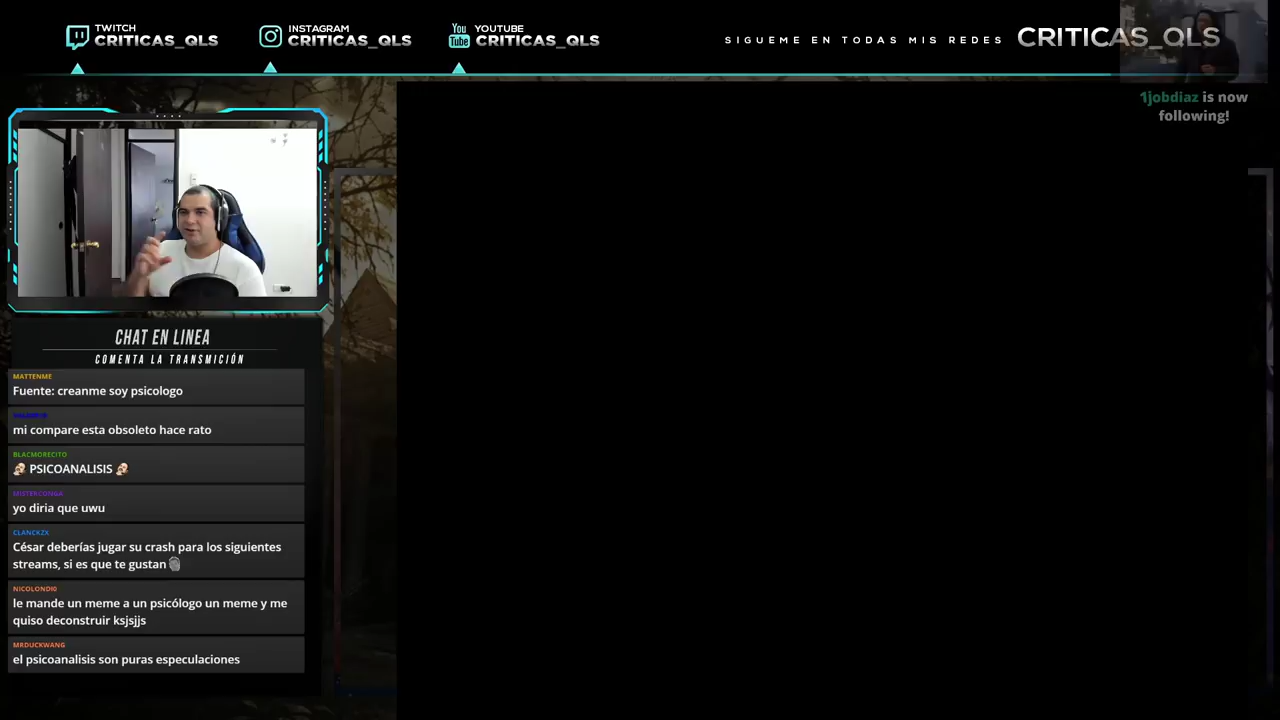 TWITCH
CRITICAS_QLS
INSTAGRAM
CRITICAS_QLS
You
Tube
YOUTUBE
CRITICAS_QLS
SIGUEME EN TODAS MIS REDES
CRITICAS_QLS
1jobdiaz is now
following!
CHAT EN LINEA
COMENTA LA TRANSMICIÓN
MATTENME
Fuente: creanme soy psicologo
mi compare esta obsoleto hace rato
BLACMORECITO
PSICOANALISIS
MISTERCONGA
yo diria que uwu
CLANCKZX
César deberías jugar su crash para los siguientes
streams, si es que te gustan
NICOLONDI0
le mande un meme a un psicólogo un meme y me
quiso deconstruir ksjsjjs
MRDUCKWANG
el psicoanalisis son puras especulaciones